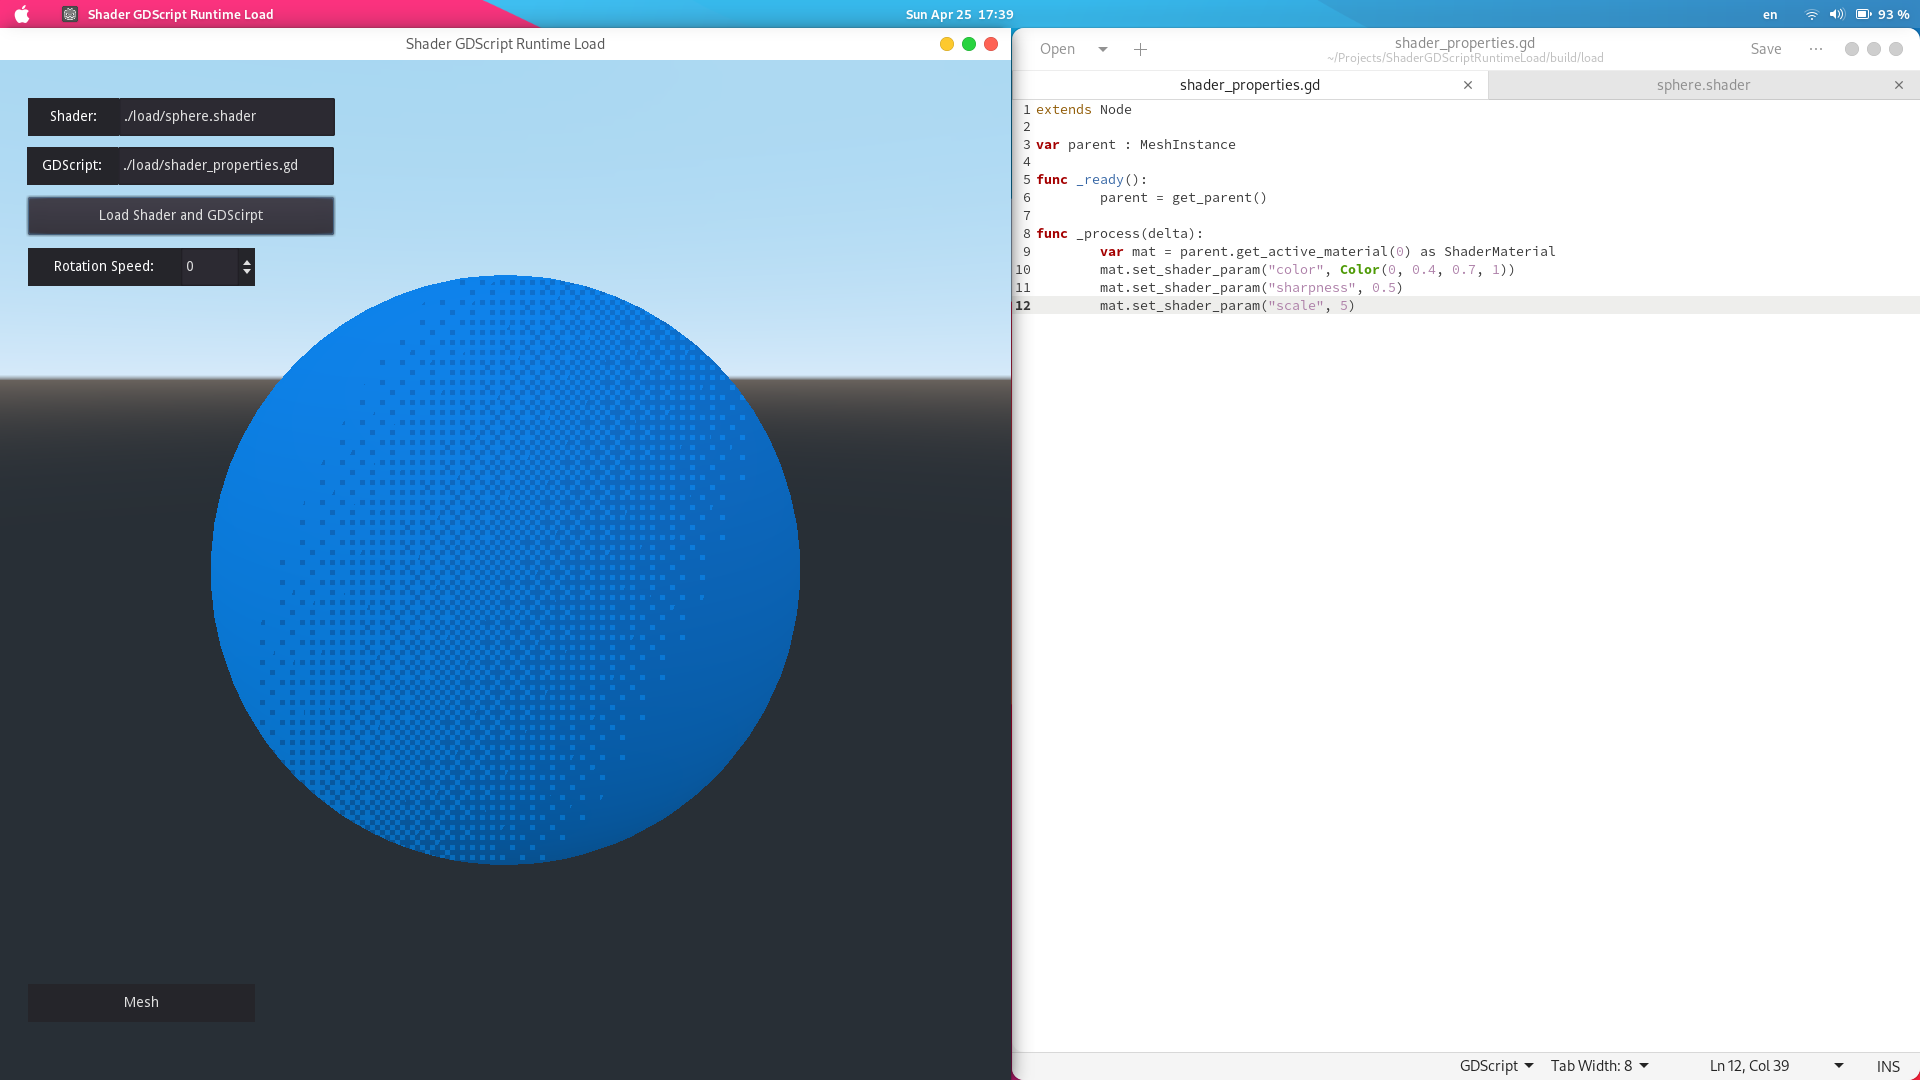 Shader GDScript Runtime Load
Sun Apr 25 17:39
en
93 %
Shader GDScript Runtime Load
Shader: ./load/sphere.shader
GDScript: ./load/shader_properties.gd
Load Shader and GDScirpt
Rotation Speed: 0
Mesh
Open
shader_properties.gd
~/Projects/ShaderGDScriptRuntimeLoad/build/load
Save
shader_properties.gd
sphere.shader
1 extends Node
2
3 var parent : MeshInstance
4
5 func _ready():
6 parent = get_parent()
7
8 func _process(delta):
9 var mat = parent.get_active_material(0) as ShaderMaterial
10 mat.set_shader_param("color", Color(0, 0.4, 0.7, 1))
11 mat.set_shader_param("sharpness", 0.5)
12 mat.set_shader_param("scale", 5)
GDScript Tab Width: 8 Ln 12, Col 39 INS